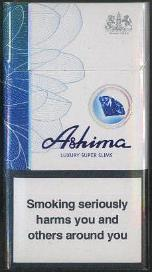 Ashima
LUXURY SUPER SLIMS
Smoking seriously
harms you and
others around you